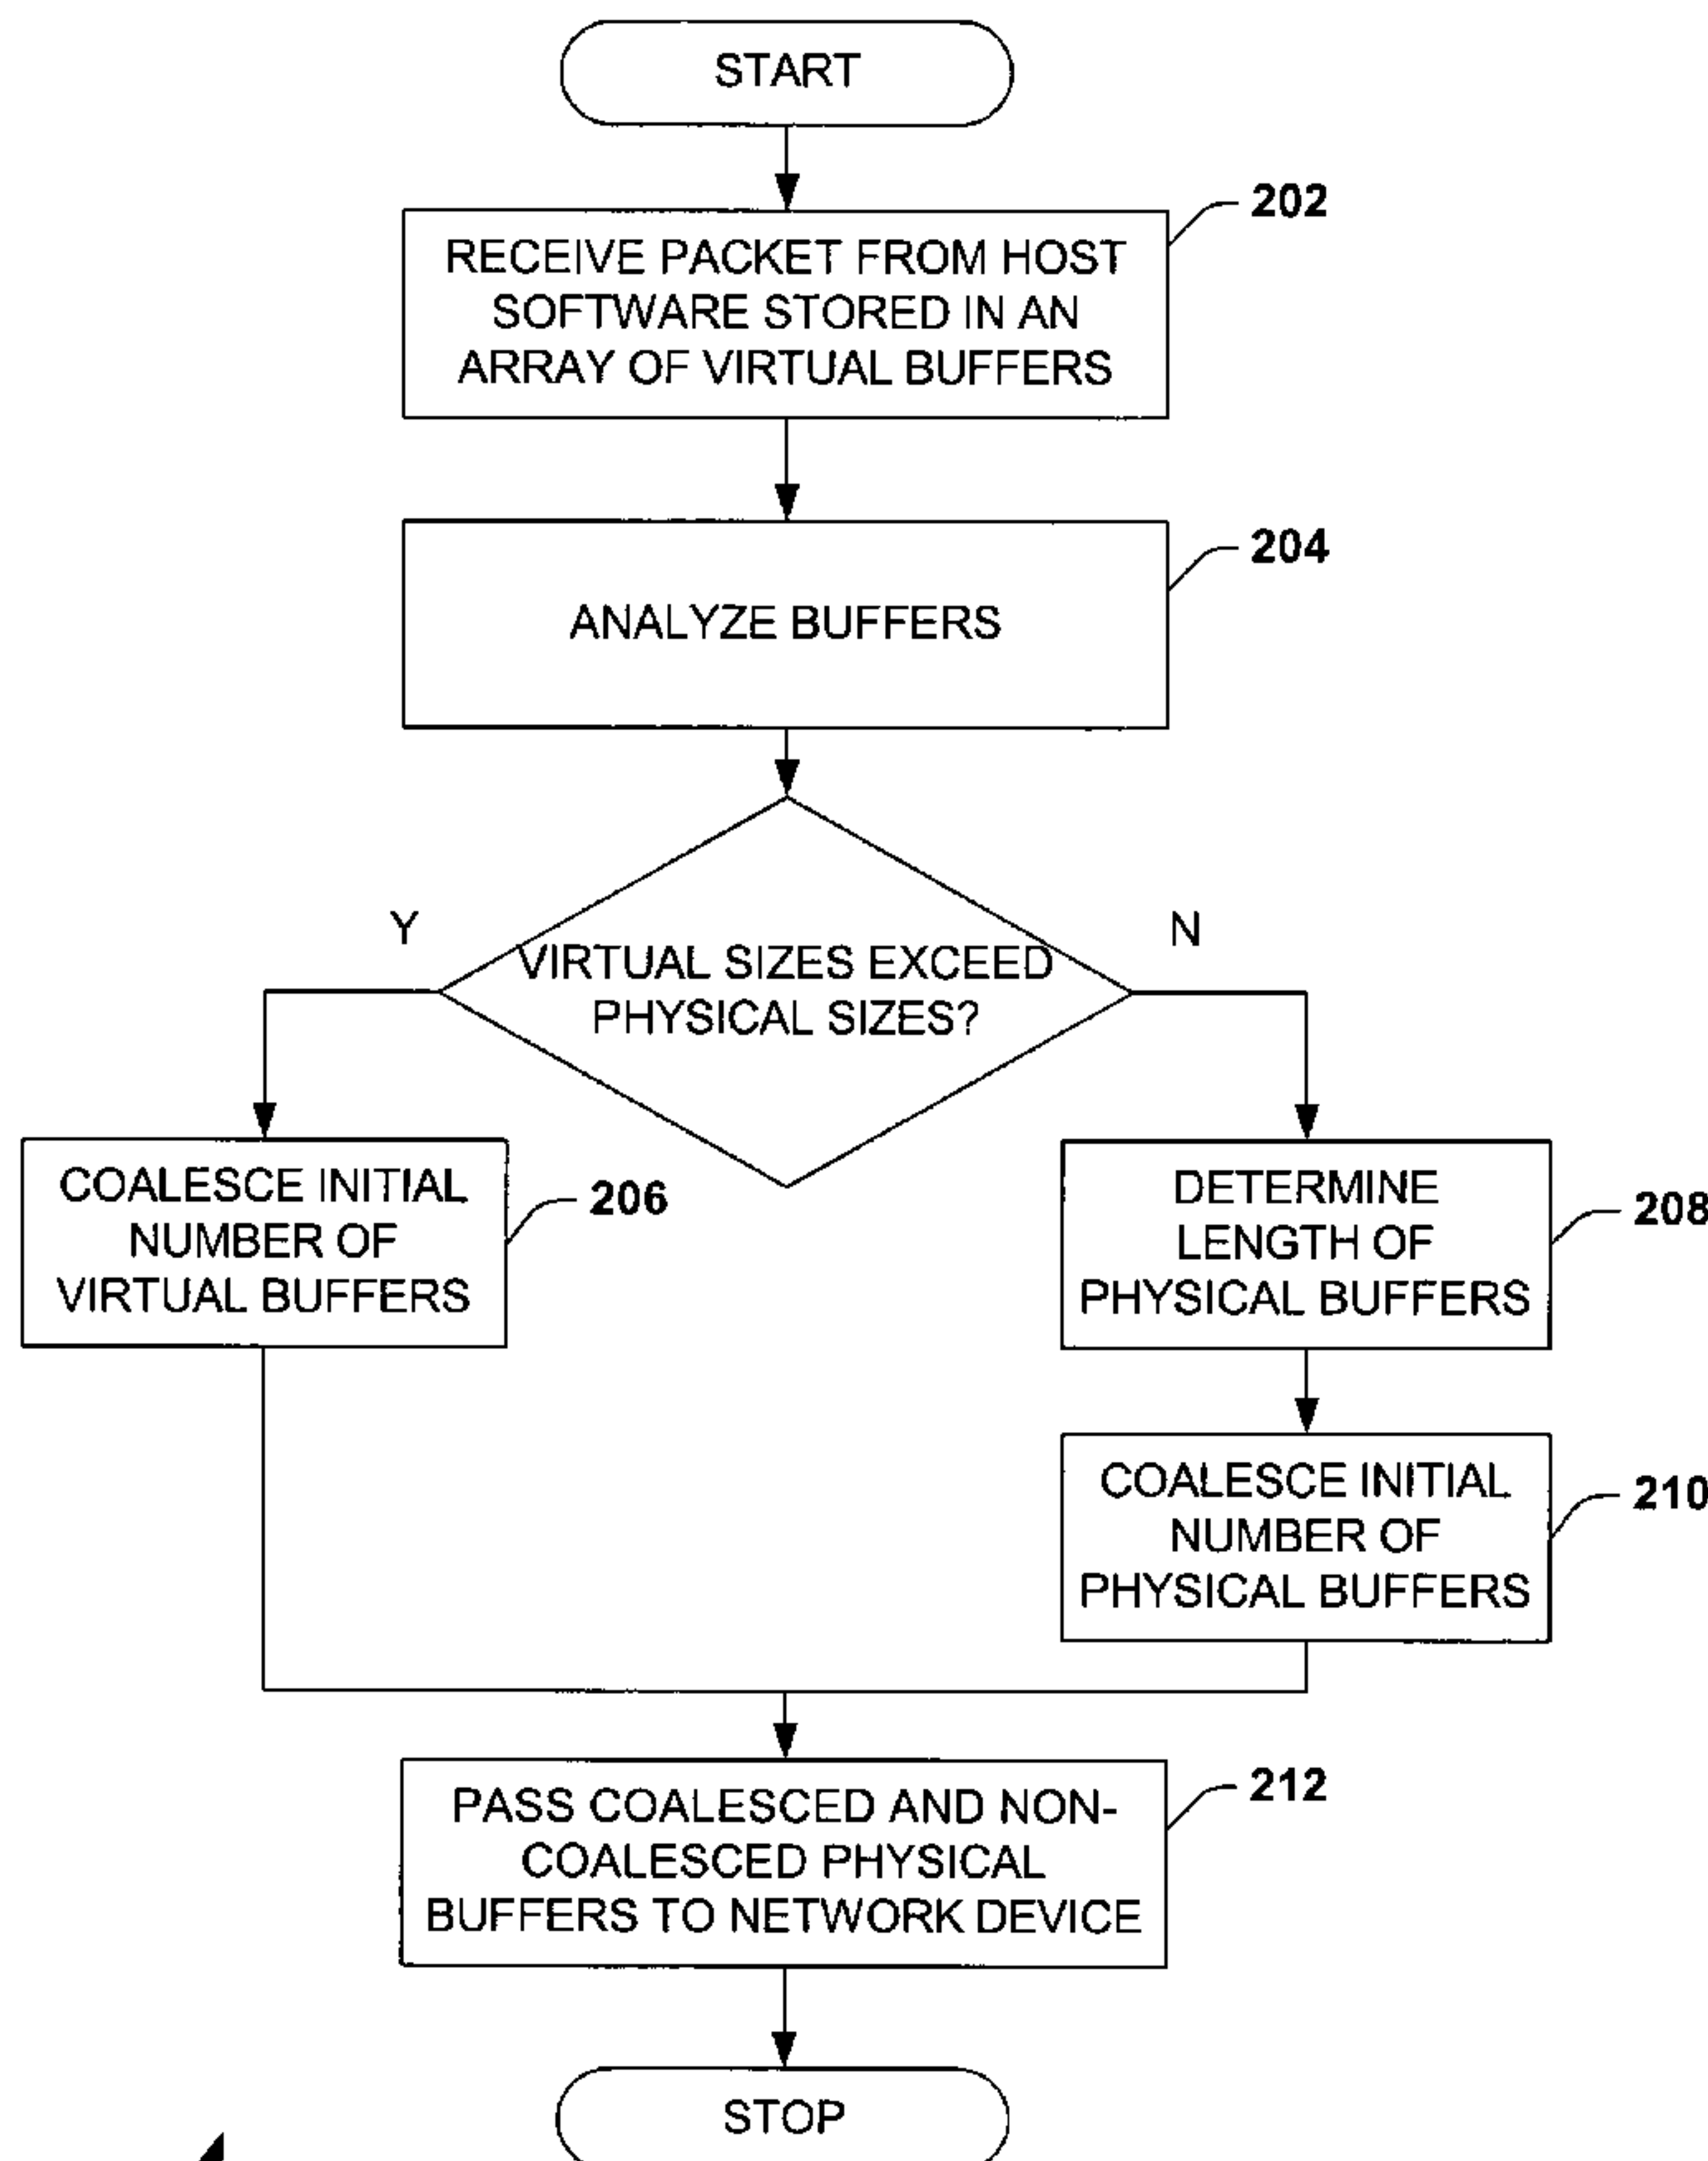 START
202
RECEIVE PACKET FROM HOST
SOFTWARE STORED IN AN
ARRAY OF VIRTUAL BUFFERS
204
ANALYZE BUFFERS
Y
N
VIRTUAL SIZES EXCEED
PHYSICAL SIZES?
COALESCE INITIAL
NUMBER OF
VIRTUAL BUFFERS
206
DETERMINE
LENGTH OF
PHYSICAL BUFFERS
208
COALESCE INITIAL
NUMBER OF
PHYSICAL BUFFERS
210
PASS COALESCED AND NON-
COALESCED PHYSICAL
BUFFERS TO NETWORK DEVICE
212
STOP